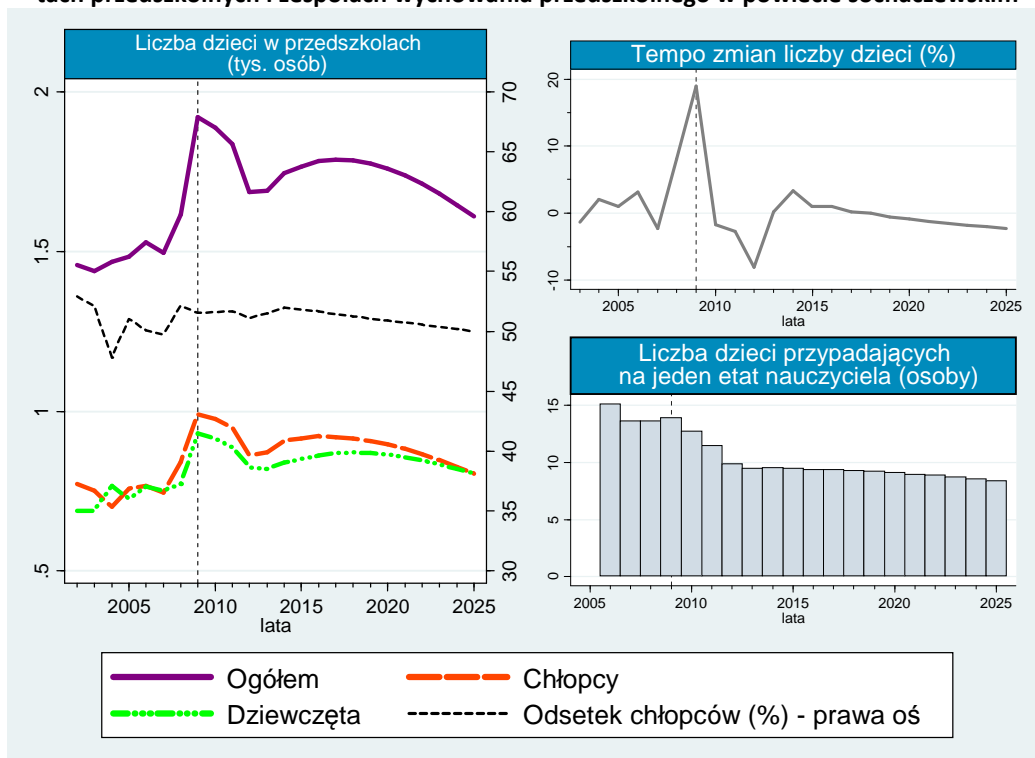 tach przedszkolnych i zespołach wychowania przedszkolnego w powiecie sochaczewskim
Liczba dzieci w przedszkolach
(tys. osób)
2
1.5
1
.5
70
65
60
55
50
45
40
35
30
2005
2010
2015
2020
2025
lata
Tempo zmian liczby dzieci (%)
20
10
0
-10
2005
2010
2015
2020
2025
lata
Liczba dzieci przypadających
na jeden etat nauczyciela (osoby)
15
10
5
0
2005
2010
2015
2020
2025
lata
Ogółem
Chłopcy
Dziewczęta
Odsetek chłopców (%) - prawa oś